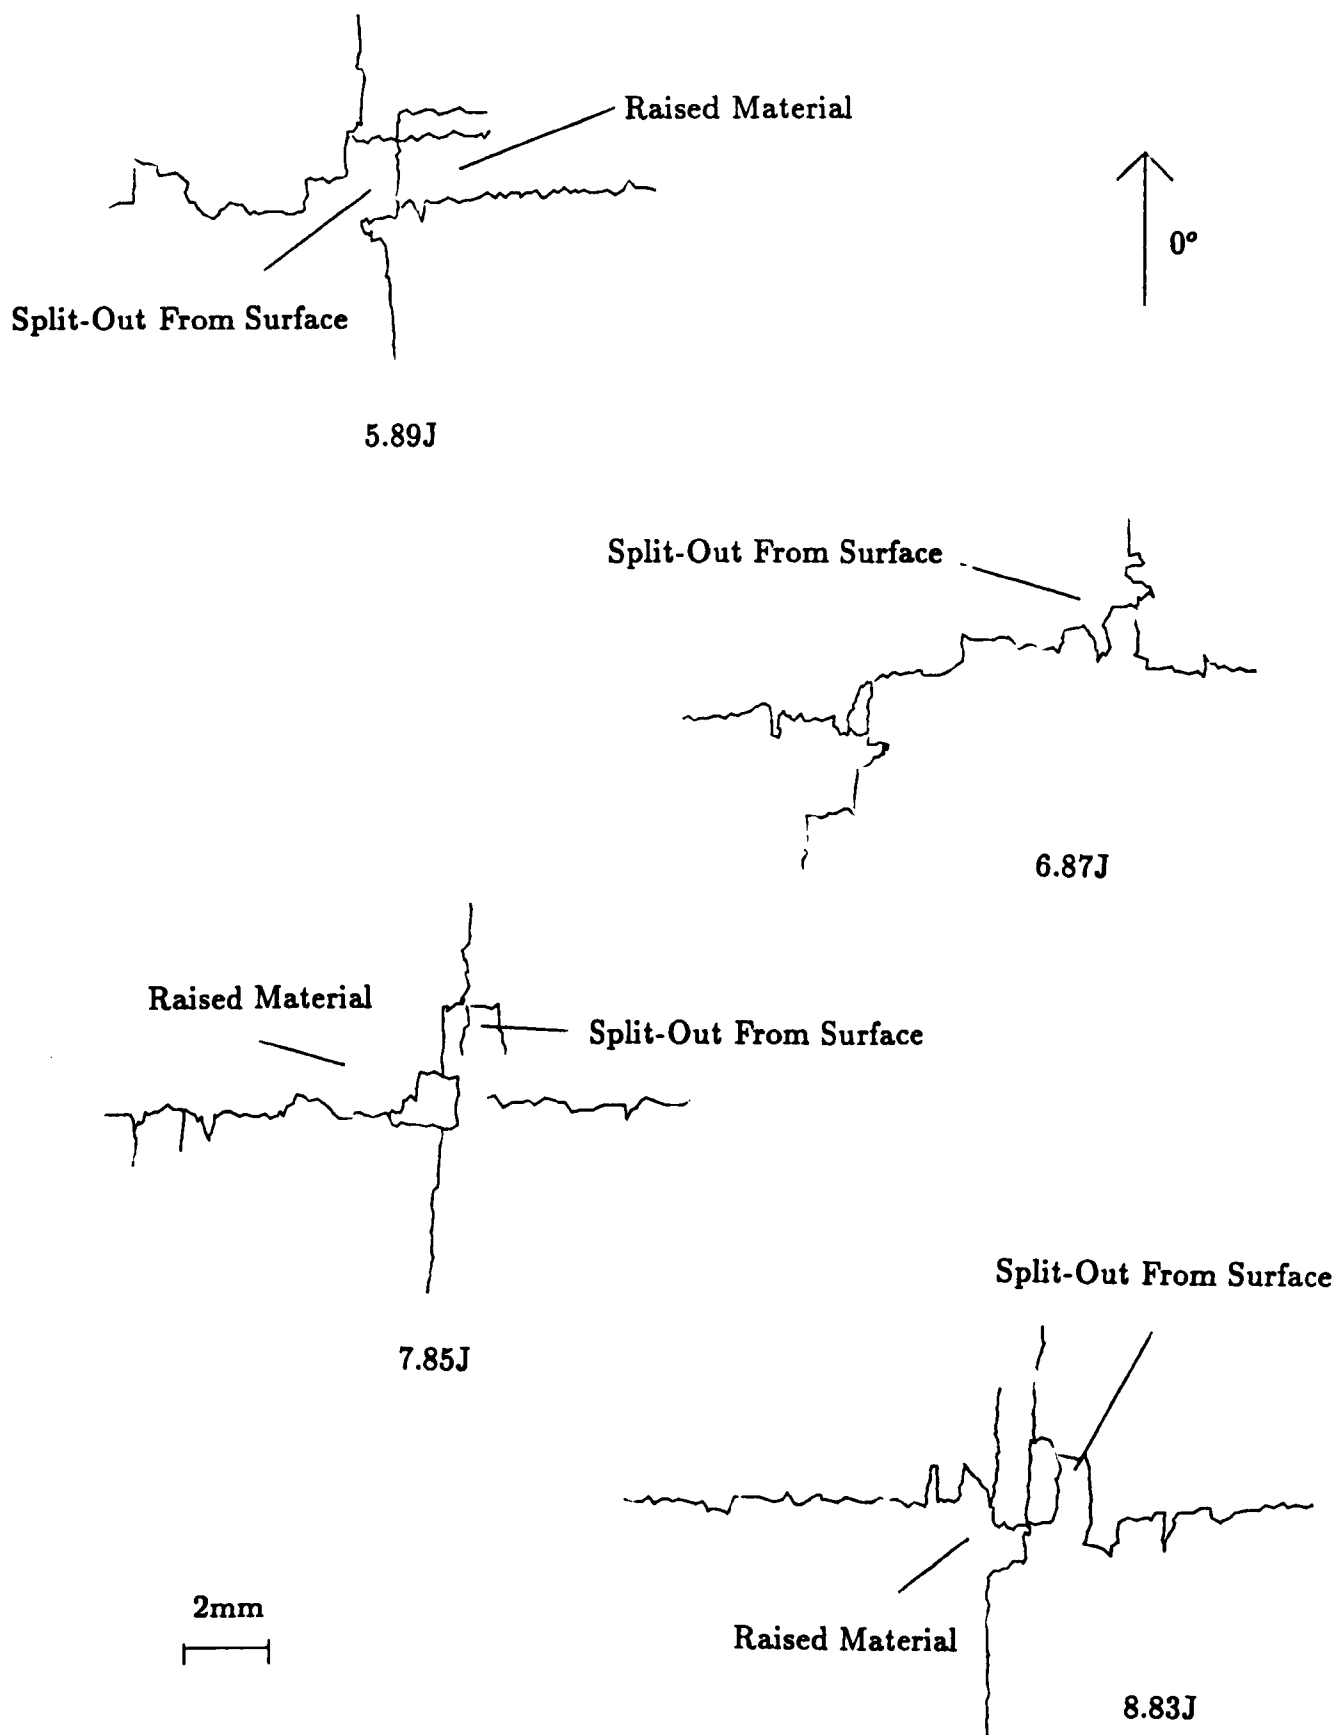 Raised Material
0°
Split-Out From Surface
5.89J
Split-Out From Surface
6.87J
Raised Material
Split-Out From Surface
7.85J
Split-Out From Surface
2mm
Raised Material
8.83J